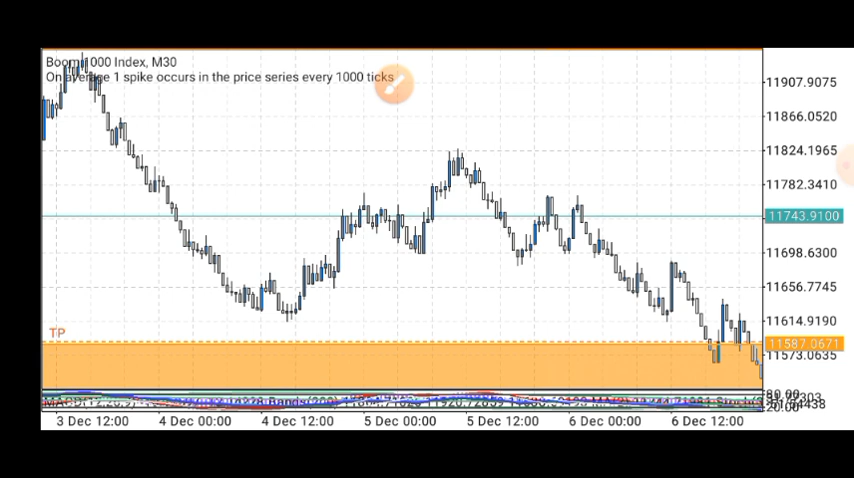 Boom 1000 Index, M30
On average 1 spike occurs in the price series every 1000 ticks
11907.9075
11866.0520
11824.1965
11782.3410
11743.9100
11698.6300
11656.7745
11614.9190
TP
11587.0671
11573.0635
20.00
3 Dec 12:00 4 Dec 00:00 4 Dec 12:00 5 Dec 00:00 5 Dec 12:00 6 Dec 00:00 6 Dec 12:00